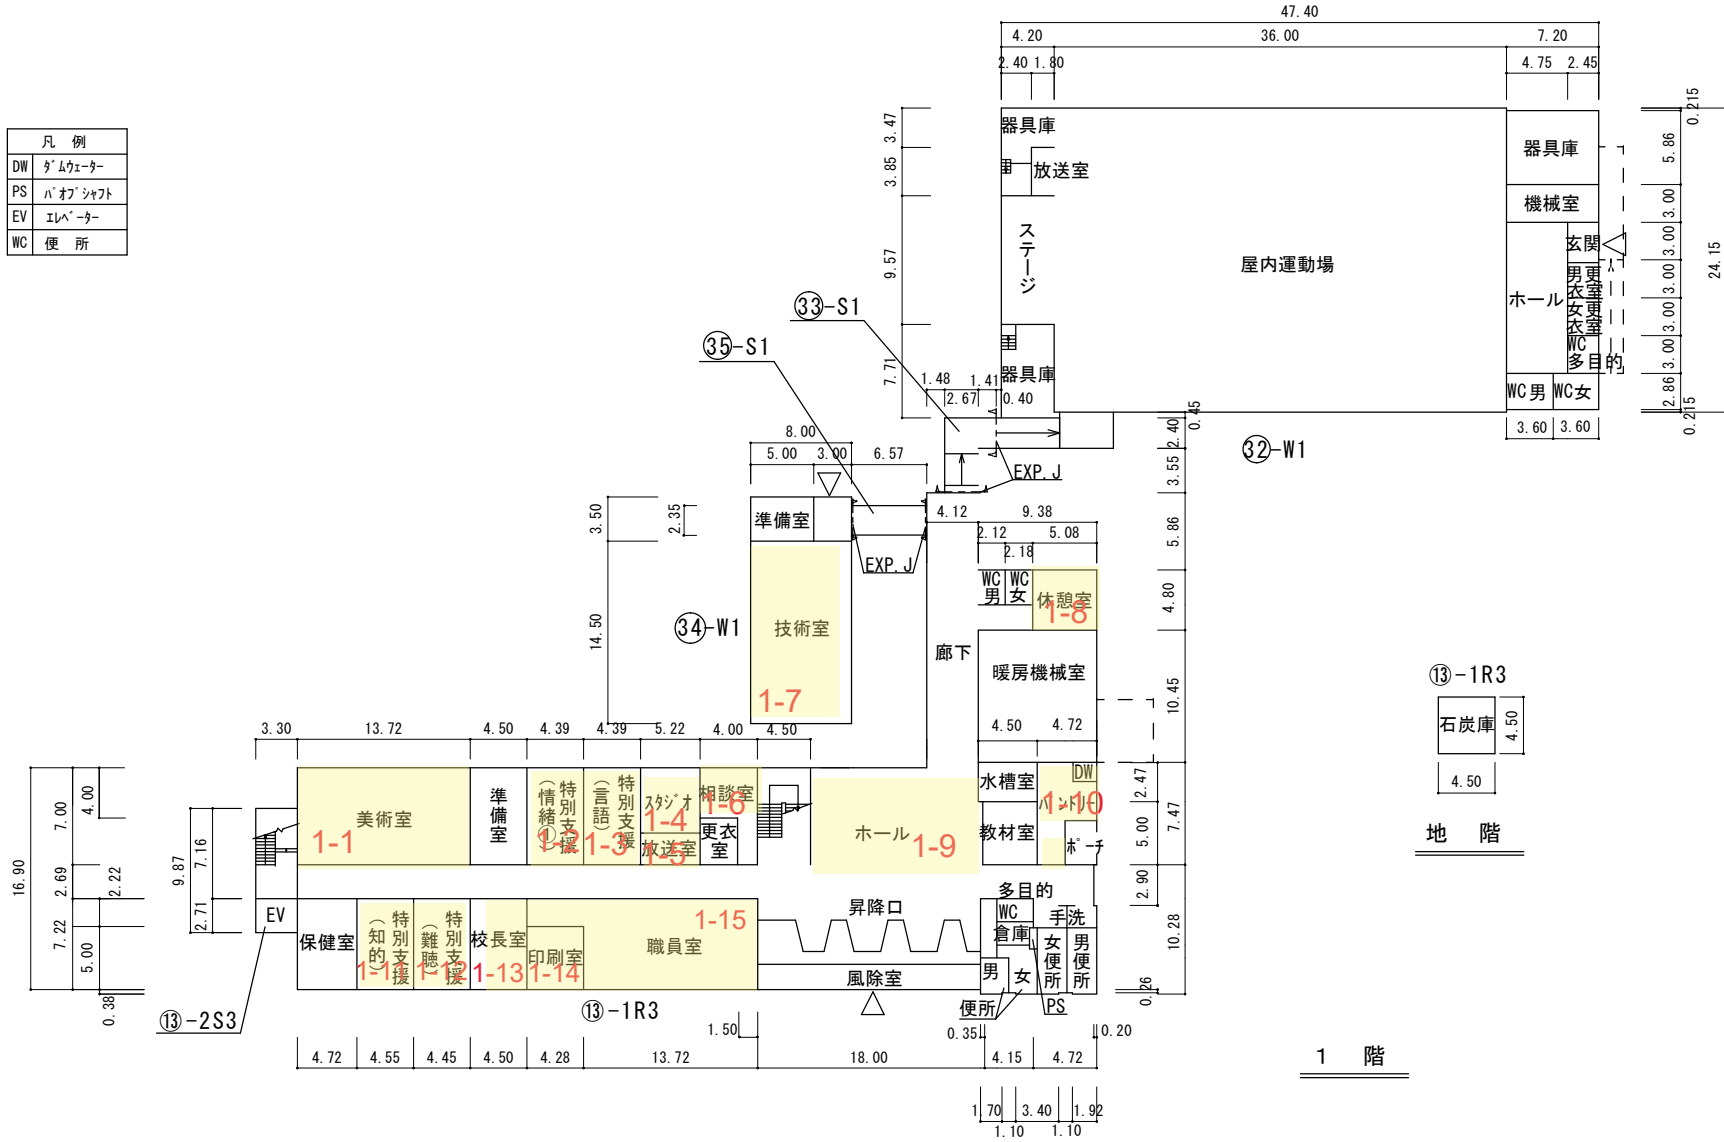 47.40
4.20 36.00 7.20
2.40 1.80 4.75 2.45
凡 例
DW ダムウェーター
PS パオプシャフト
EV エレベーター
WC 便 所
3.47
3.85
9.57
7.71
器具庫
放送室
ステージ
器具庫
屋内運動場
器具庫
機械室
玄関
ホール
男更衣室
女更衣室
WC
多目的
WC男 WC女
0.215
5.86
3.00
3.00
3.00
3.00
3.00
2.86
0.215
24.15
3.60 3.60
㉜-W1
㉝-S1
㉟-S1
1.48 1.41
2.67 0.40
0.45
2.40
3.55
5.86
4.80
10.45
EXP.J
8.00
5.00 3.00 6.57
EXP.J
3.50
2.35
14.50
準備室
技術室
1-7
㉞-W1
4.12 9.38
2.12 5.08
2.18
WC男
WC女
休憩室
1-8
廊下
暖房機械室
4.50 4.72
⑬-1R3
石炭庫
4.50
4.50
地 階
3.30 13.72 4.50 4.39 4.39 5.22 4.00 4.50
16.90
7.00
2.69
7.22
4.00
2.22
5.00
0.38
9.87
7.16
2.71
美術室
1-1
準備室
特別支援(情緒①)
1-2
特別支援(言語)
1-3
スタジオ
1-4
放送室
1-5
相談室
1-6
更衣室
ホール
1-9
水槽室
DW
パントリー
1-10
教材室
ポーチ
2.47
5.00
7.47
2.90
10.28
0.26
EV
保健室
特別支援(知的)
1-11
特別支援(難聴)
1-12
校長室
1-13
印刷室
1-14
職員室
1-15
昇降口
風除室
多目的
WC
倉庫
手洗
女便所
男便所
男
女
便所
PS
⑬-2S3
⑬-1R3
1.50
0.35
0.20
4.72 4.55 4.45 4.50 4.28 13.72 18.00 4.15 4.72
1.70 3.40 1.92
1.10 1.10
1 階